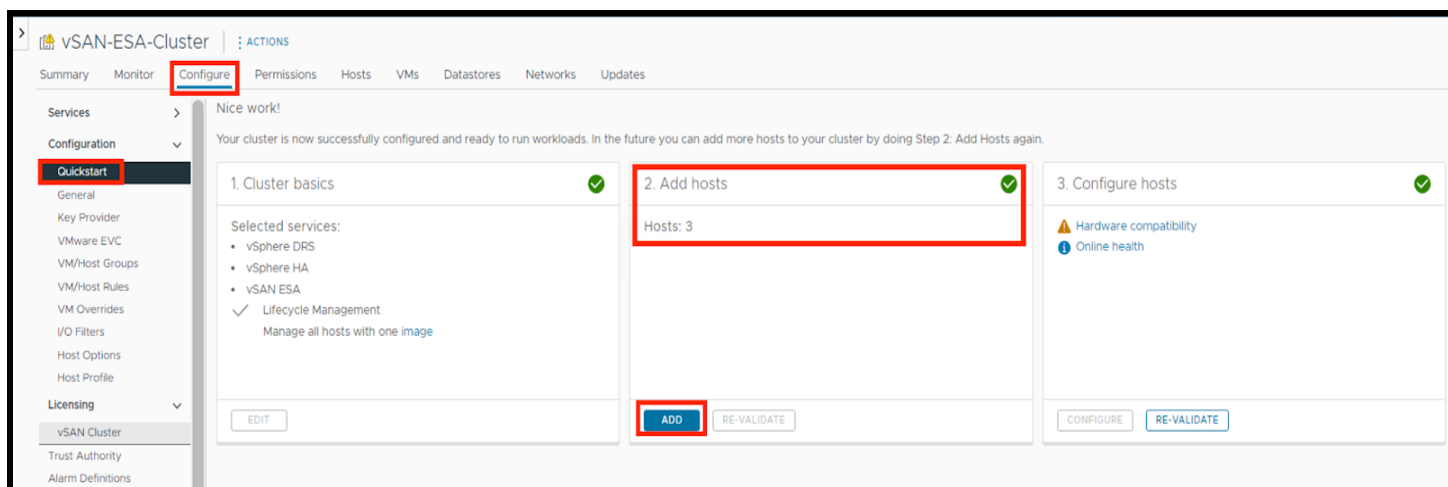 vSAN-ESA-Cluster
ACTIONS
Summary Monitor Configure Permissions Hosts VMs Datastores Networks Updates
Services
Configuration
Quickstart
General
Key Provider
VMware EVC
VM/Host Groups
VM/Host Rules
VM Overrides
I/O Filters
Host Options
Host Profile
Licensing
vSAN Cluster
Trust Authority
Alarm Definitions
Nice work!
Your cluster is now successfully configured and ready to run workloads. In the future you can add more hosts to your cluster by doing Step 2: Add Hosts again.
1. Cluster basics
Selected services:
• vSphere DRS
• vSphere HA
• vSAN ESA
Lifecycle Management
Manage all hosts with one image
EDIT
2. Add hosts
Hosts: 3
ADD RE-VALIDATE
3. Configure hosts
Hardware compatibility
Online health
CONFIGURE RE-VALIDATE